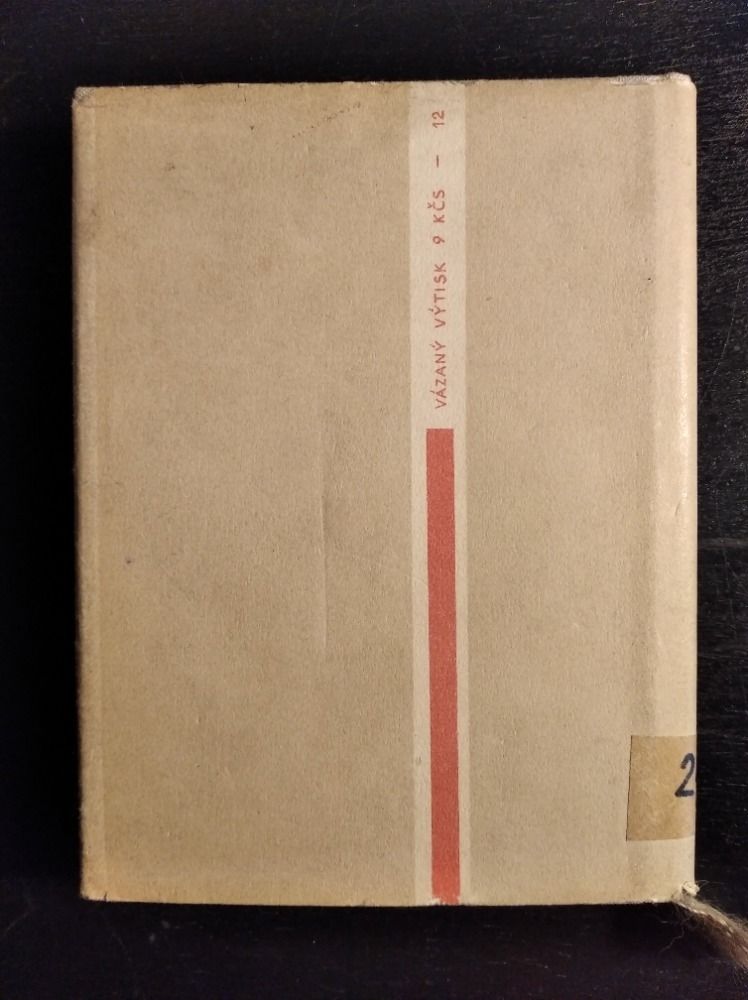 VÁZANÝ VÝTISK 9 KČS — 12
2